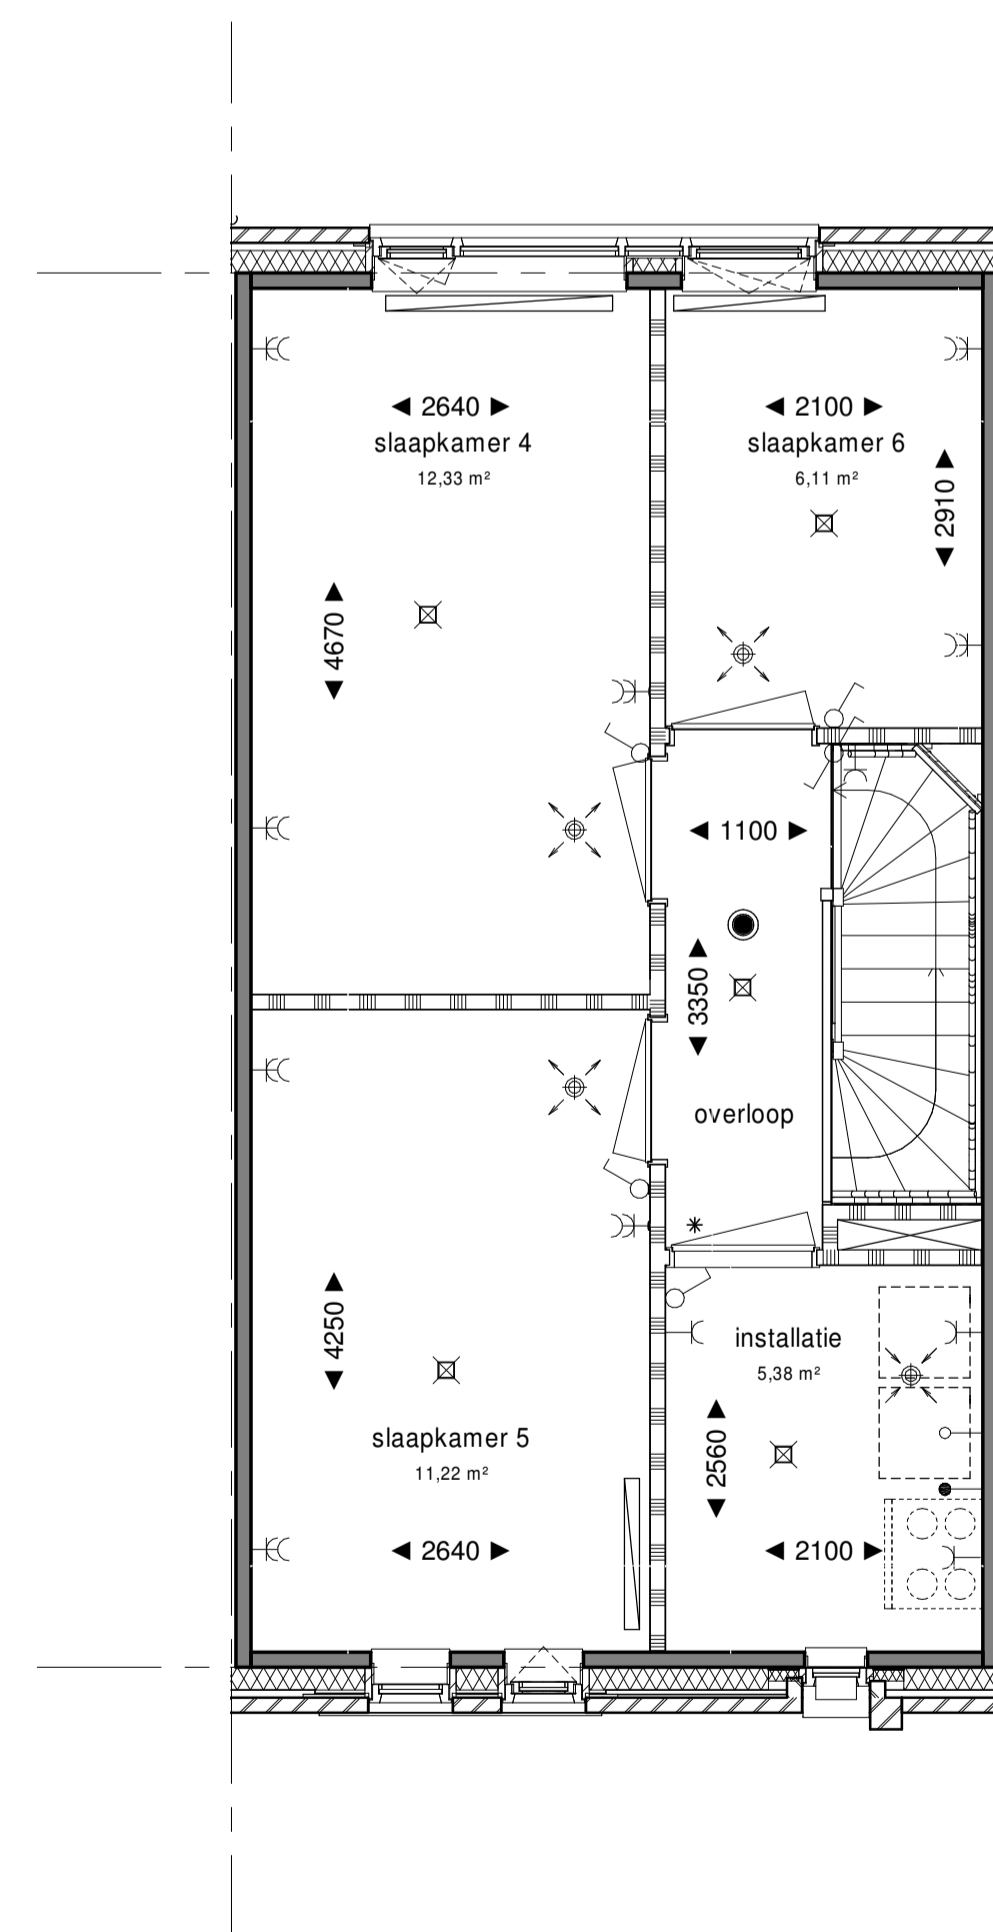 2640
slaapkamer 4
12,33 m²
4670
2100
slaapkamer 6
6,11 m²
2910
1100
3350
overloop
4250
slaapkamer 5
11,22 m²
2640
installatie
5,38 m²
2560
2100